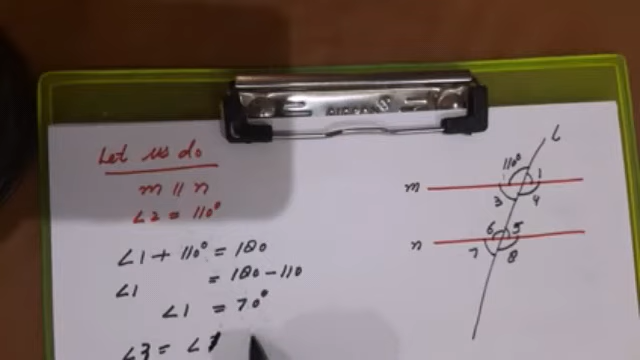 Let us do
m || n
∠2 = 110°
∠1 + 110° = 180
∠1 = 180 - 110
∠1 = 70°
∠3 = ∠1
l
110° 1
m
3 4
6 5
n
7 8